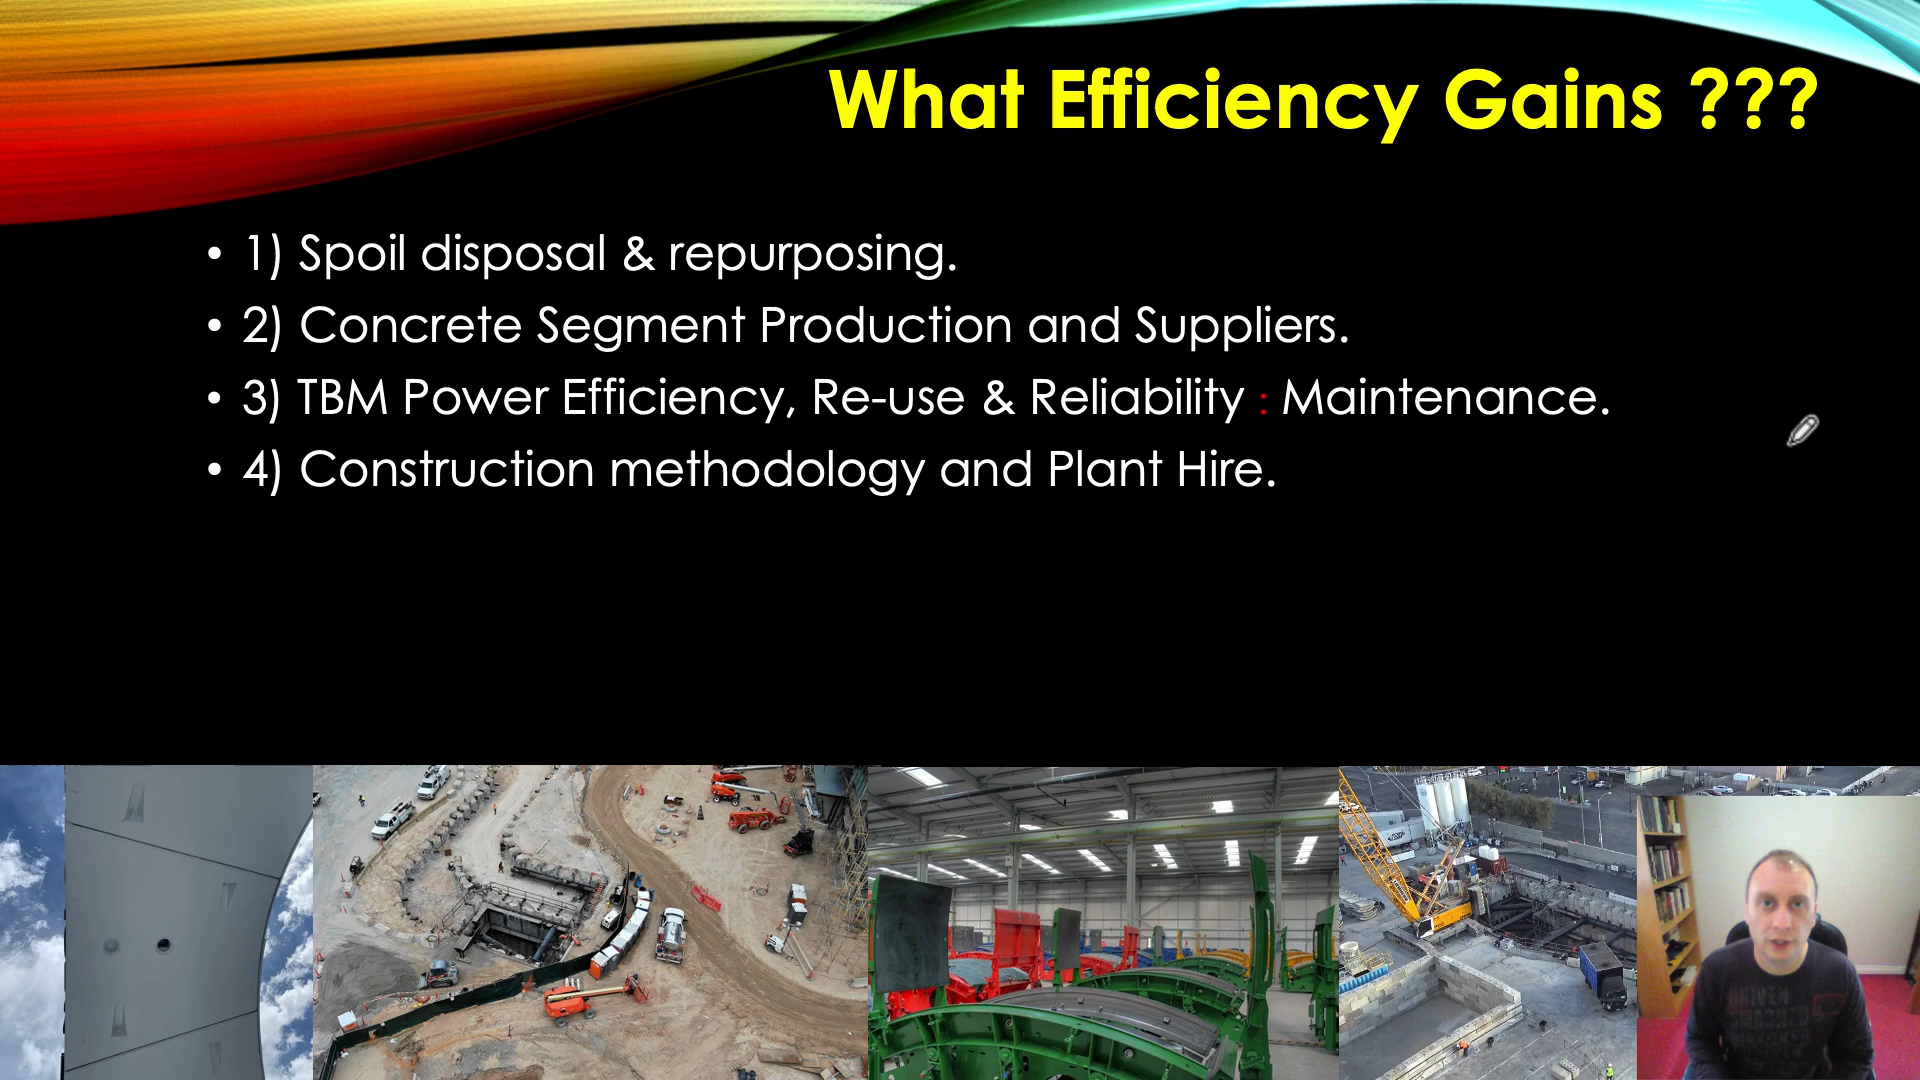 What Efficiency Gains ???
• 1) Spoil disposal & repurposing.
• 2) Concrete Segment Production and Suppliers.
• 3) TBM Power Efficiency, Re-use & Reliability : Maintenance.
• 4) Construction methodology and Plant Hire.